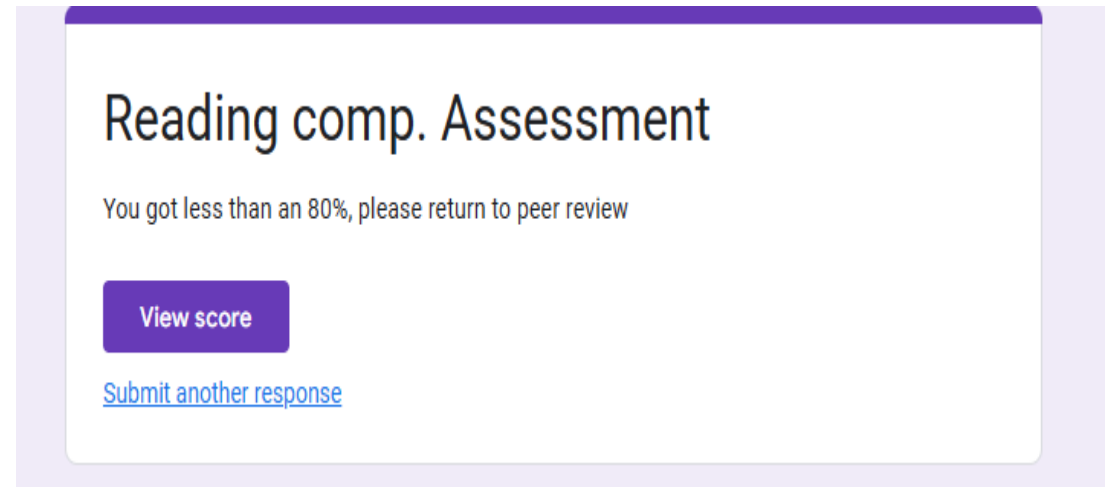 Reading comp. Assessment
You got less than an 80%, please return to peer review
View score
Submit another response